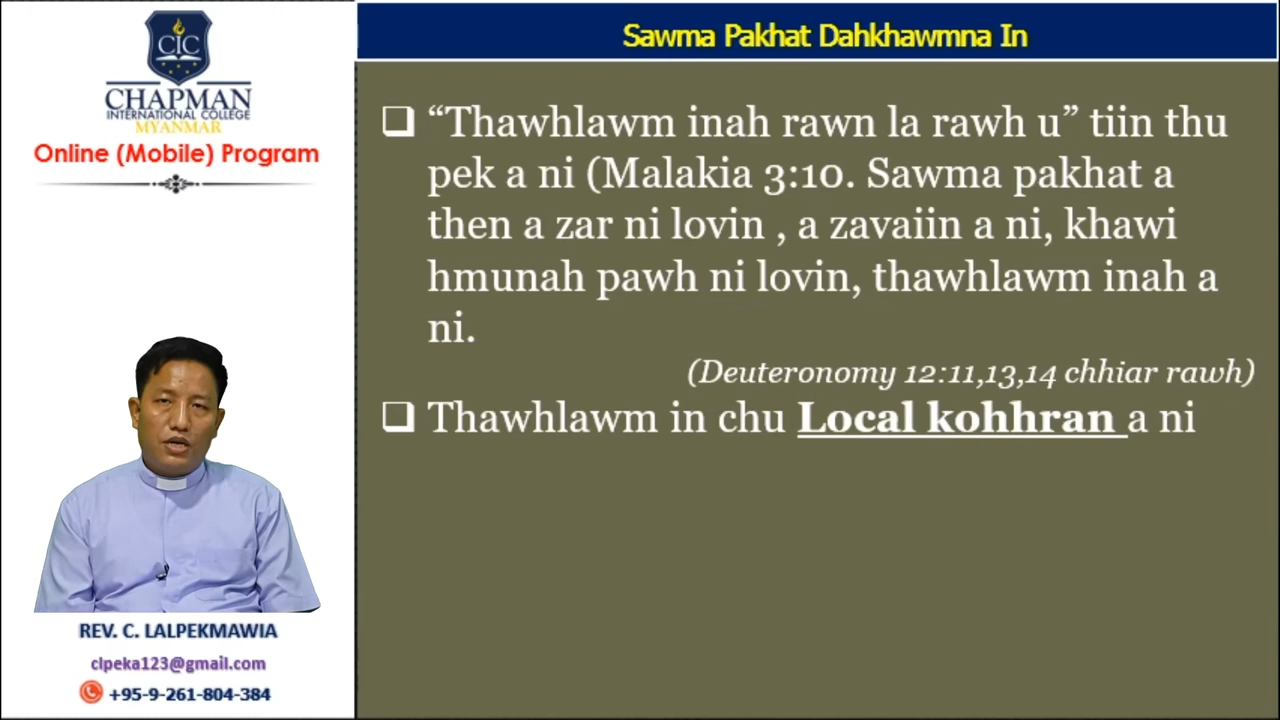 CIC
CHAPMAN
INTERNATIONAL COLLEGE
MYANMAR
Online (Mobile) Program
REV. C. LALPEKMAWIA
clpeka123@gmail.com
+95-9-261-804-384
Sawma Pakhat Dahkhawmna In
“Thawhlawm inah rawn la rawh u” tiin thu
pek a ni (Malakia 3:10. Sawma pakhat a
then a zar ni lovin , a zavaiin a ni, khawi
hmunah pawh ni lovin, thawhlawm inah a
ni.
(Deuteronomy 12:11,13,14 chhiar rawh)
Thawhlawm in chu Local kohhran a ni